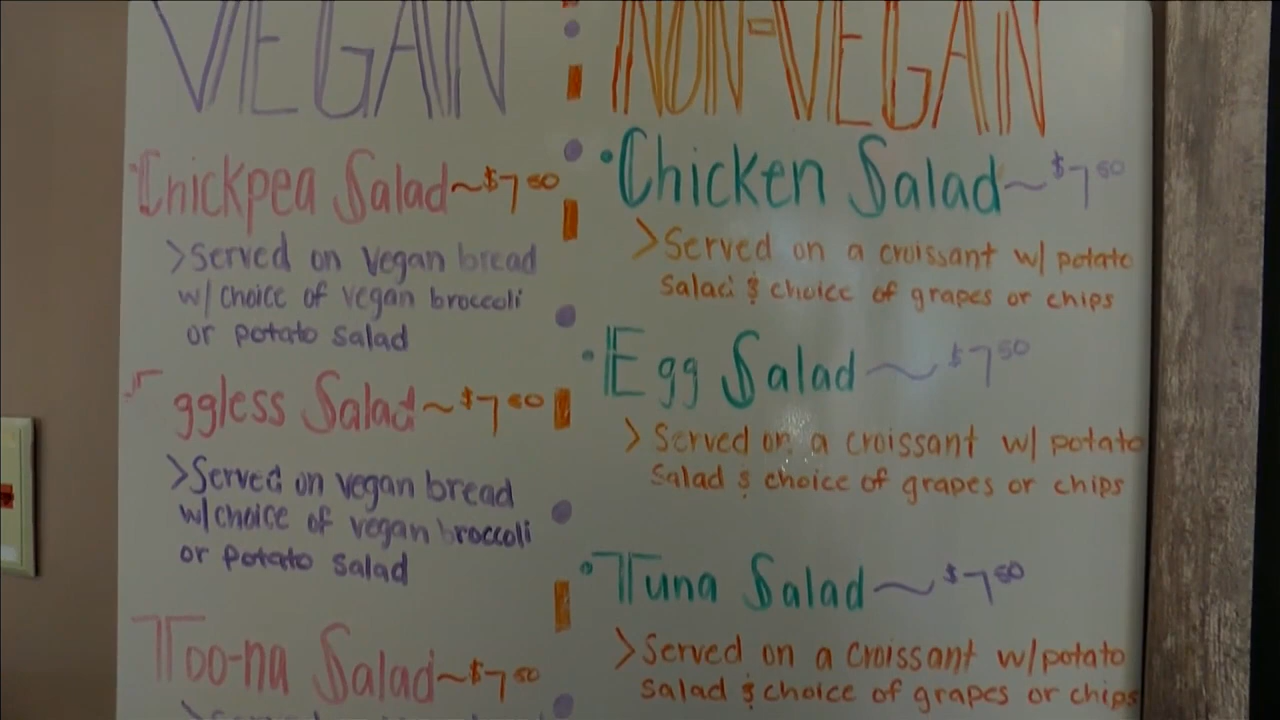 VEGAN
Chickpea Salad~$7.50
>Served on vegan bread
w/ choice of vegan broccoli
or potato salad
Eggless Salad~$7.50
>Served on vegan bread
w/ choice of vegan broccoli
or potato salad
Too-na Salad~$7.50
NON-VEGAN
• Chicken Salad~$7.50
>Served on a croissant w/ potato
salad & choice of grapes or chips
• Egg Salad~$7.50
>Served on a croissant w/ potato
salad & choice of grapes or chips
• Tuna Salad~$7.50
>Served on a croissant w/potato
salad & choice of grapes or chips